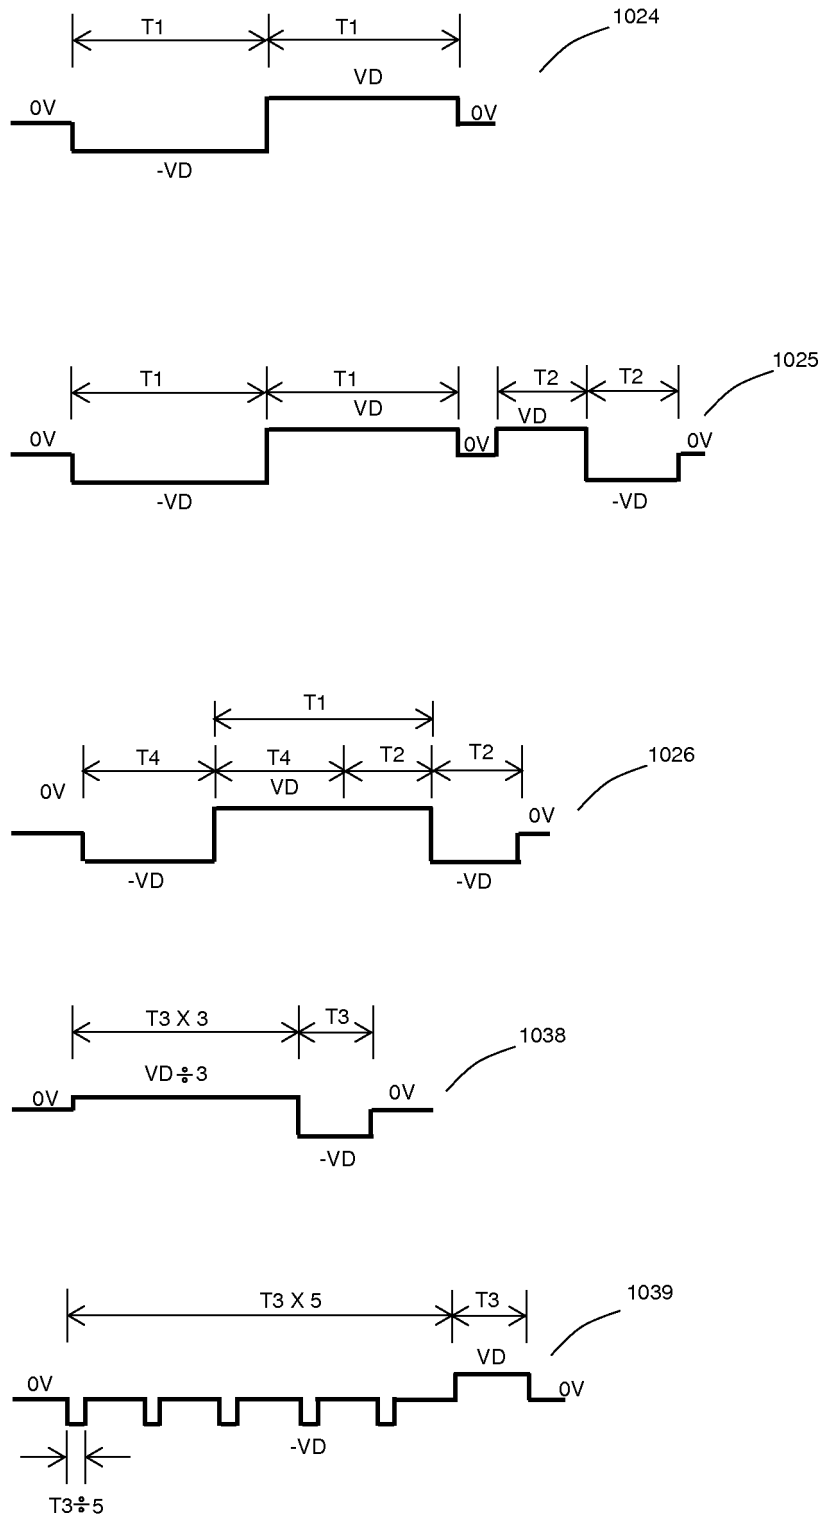 1024
T1 T1
VD
0V 0V
-VD
1025
T1 T1 T2 T2
VD VD
0V 0V 0V
-VD -VD
T1
T4 T4 T2 T2 1026
VD
0V 0V
-VD -VD
T3 X 3 T3 1038
VD÷3
0V 0V
-VD
1039
T3 X 5 T3
VD
0V 0V
-VD
T3÷5